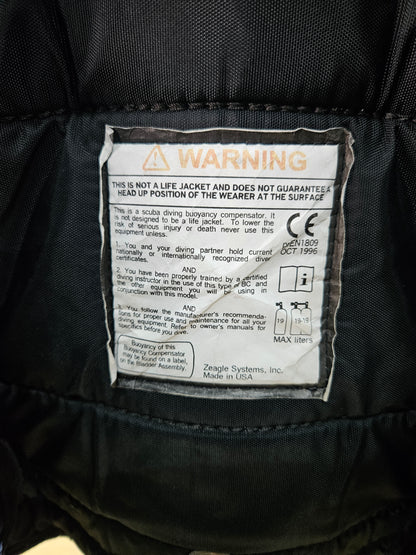 WARNING
THIS IS NOT A LIFE JACKET AND DOES NOT GUARANTEE A
HEAD UP POSITION OF THE WEARER AT THE SURFACE
This is a scuba diving buoyancy compensator. It
is not designed to be a life jacket. To lower the
risk of serious injury or death never use this
equipment unless:
1. You and your diving partner hold current
nationally or internationally recognized diver
certificates.
AND
2. You have been properly trained by a certified
diving instructor in the use of this type of BC and
the other equipment you will be using in
conjunction with this model.
AND
3. You follow the manufacturer's recommenda-
tions for proper use and maintenance for all your
diving equipment. Refer to owner's manuals for
specifics before you dive.
CE
prEN1809
OCT 1996
i
19
19-19
MAX liters
Buoyancy of this
Buoyancy Compensator
may be found on a label,
on the Bladder Assembly.
Zeagle Systems, Inc.
Made in USA